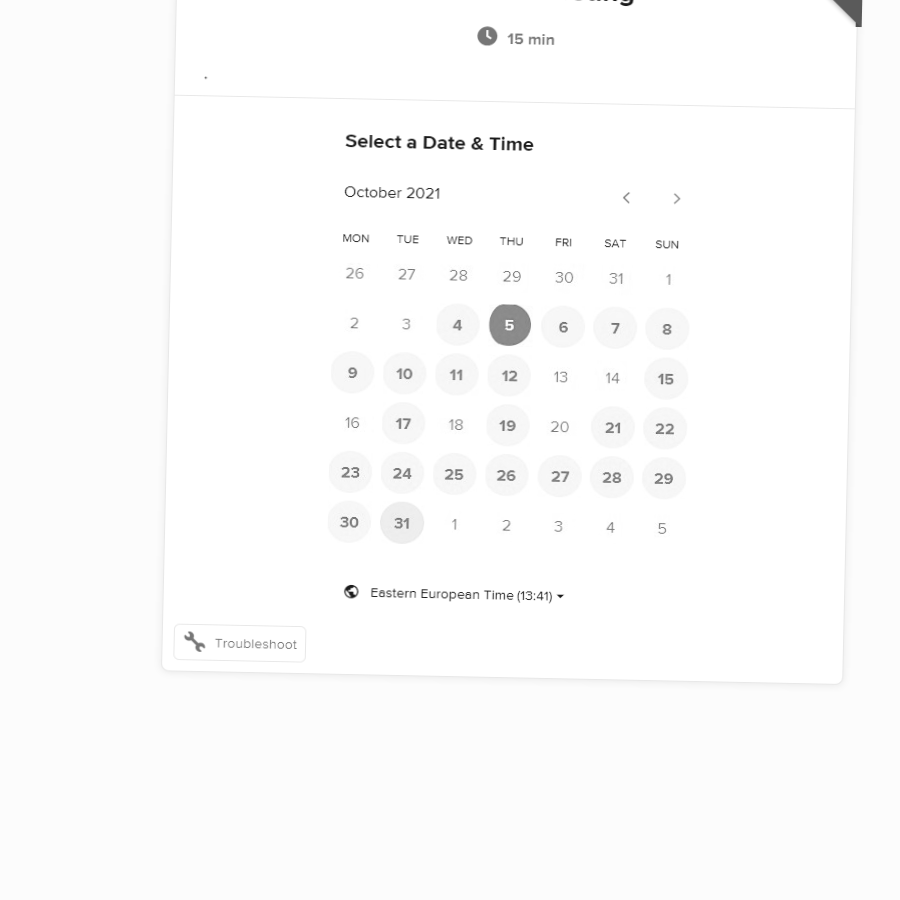 15 min
.
Select a Date & Time
October 2021
MON TUE WED THU FRI SAT SUN
26 27 28 29 30 31 1
2 3 4 5 6 7 8
9 10 11 12 13 14 15
16 17 18 19 20 21 22
23 24 25 26 27 28 29
30 31 1 2 3 4 5
Eastern European Time (13:41)
Troubleshoot